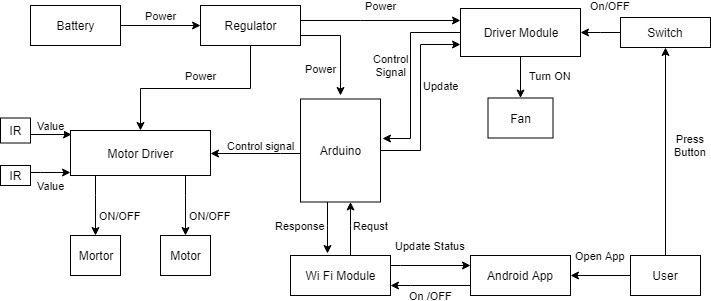 Battery
Power
Regulator
Power
Driver Module
On/OFF
Switch
Power
Power
Control
Signal
Update
Turn ON
Fan
IR
Value
IR
Value
Motor Driver
Control signal
Arduino
Press
Button
ON/OFF
ON/OFF
Mortor
Motor
Response
Requst
Wi Fi Module
Update Status
On /OFF
Android App
Open App
User